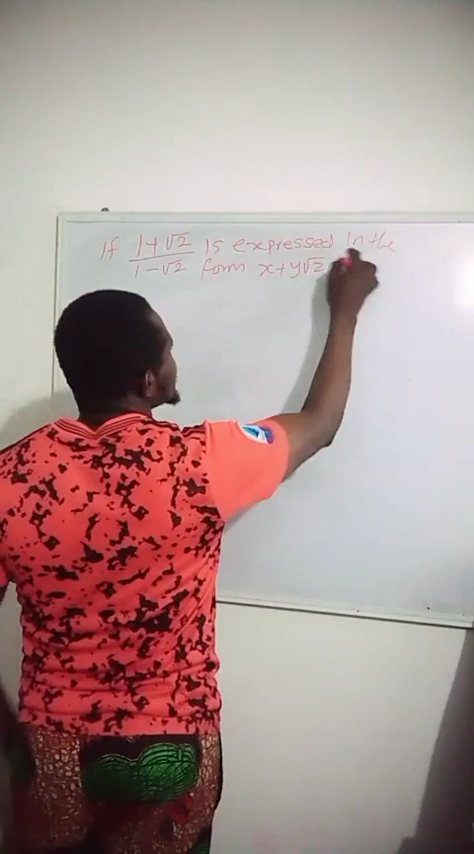 If 1+√2 / 1-√2 is expressed in the
form x+y√2